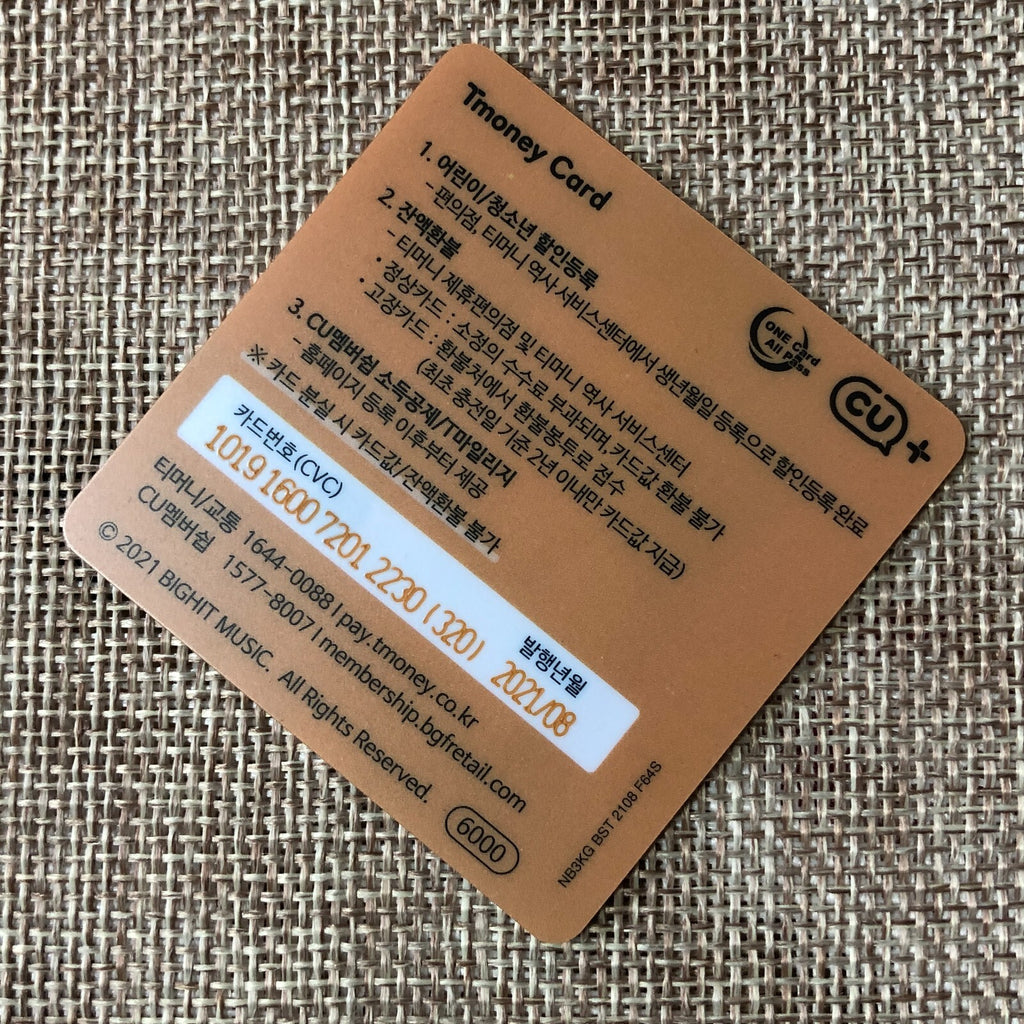 Tmoney Card
1. 어린이/청소년 할인등록
- 편의점, 티머니 역사 서비스센터에서 생년월일 등록으로 할인등록 완료
2. 잔액환불
- 티머니 제휴편의점 및 티머니 역사 서비스센터
• 정상카드 : 소정의 수수료 부과되며, 카드값 환불 불가
• 고장카드 : 환불처에서 환불봉투로 접수
(최초 충전일 기준 2년 이내만 카드값 지급)
3. CU멤버쉽 소득공제/T마일리지
- 홈페이지 등록 이후부터 제공
※ 카드 분실 시 카드값/잔액환불 불가
ONE Card
All Pass
CU+
카드번호(CVC) 발행년월
1019 1600 7201 2230 (320) 2021/08
티머니/교통 1644-0088 | pay.tmoney.co.kr
CU멤버쉽 1577-8007 | membership.bgfretail.com
© 2021 BIGHIT MUSIC. All Rights Reserved.
6000
NB3KG BST 2108 F64S